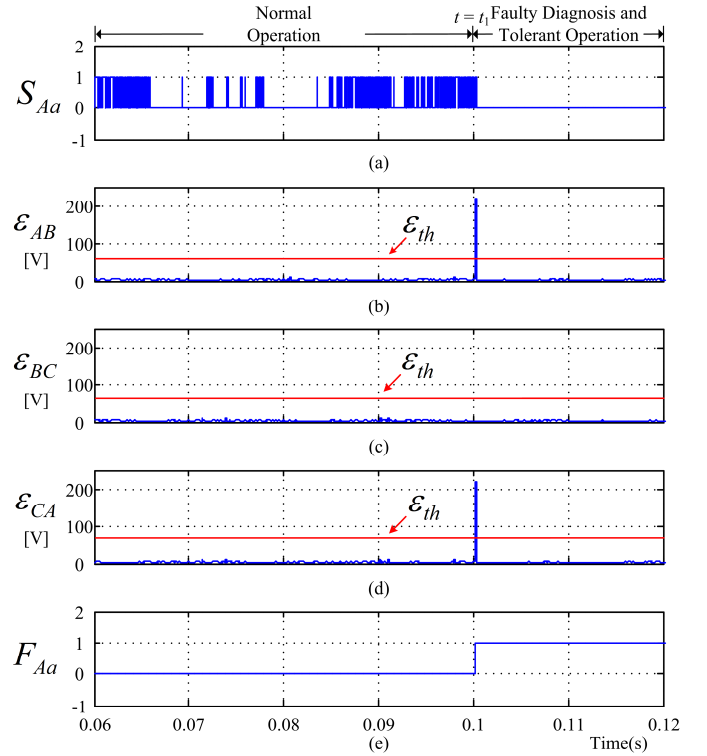 Normal
Operation
t = t1
Faulty Diagnosis and
Tolerant Operation
SAa
2
1
0
-1
(a)
εAB
[V]
200
100
0
εth
(b)
εBC
[V]
200
100
0
εth
(c)
εCA
[V]
200
100
0
εth
(d)
FAa
2
1
0
-1
0.06
0.07
0.08
0.09
0.1
0.11
0.12
(e)
Time(s)